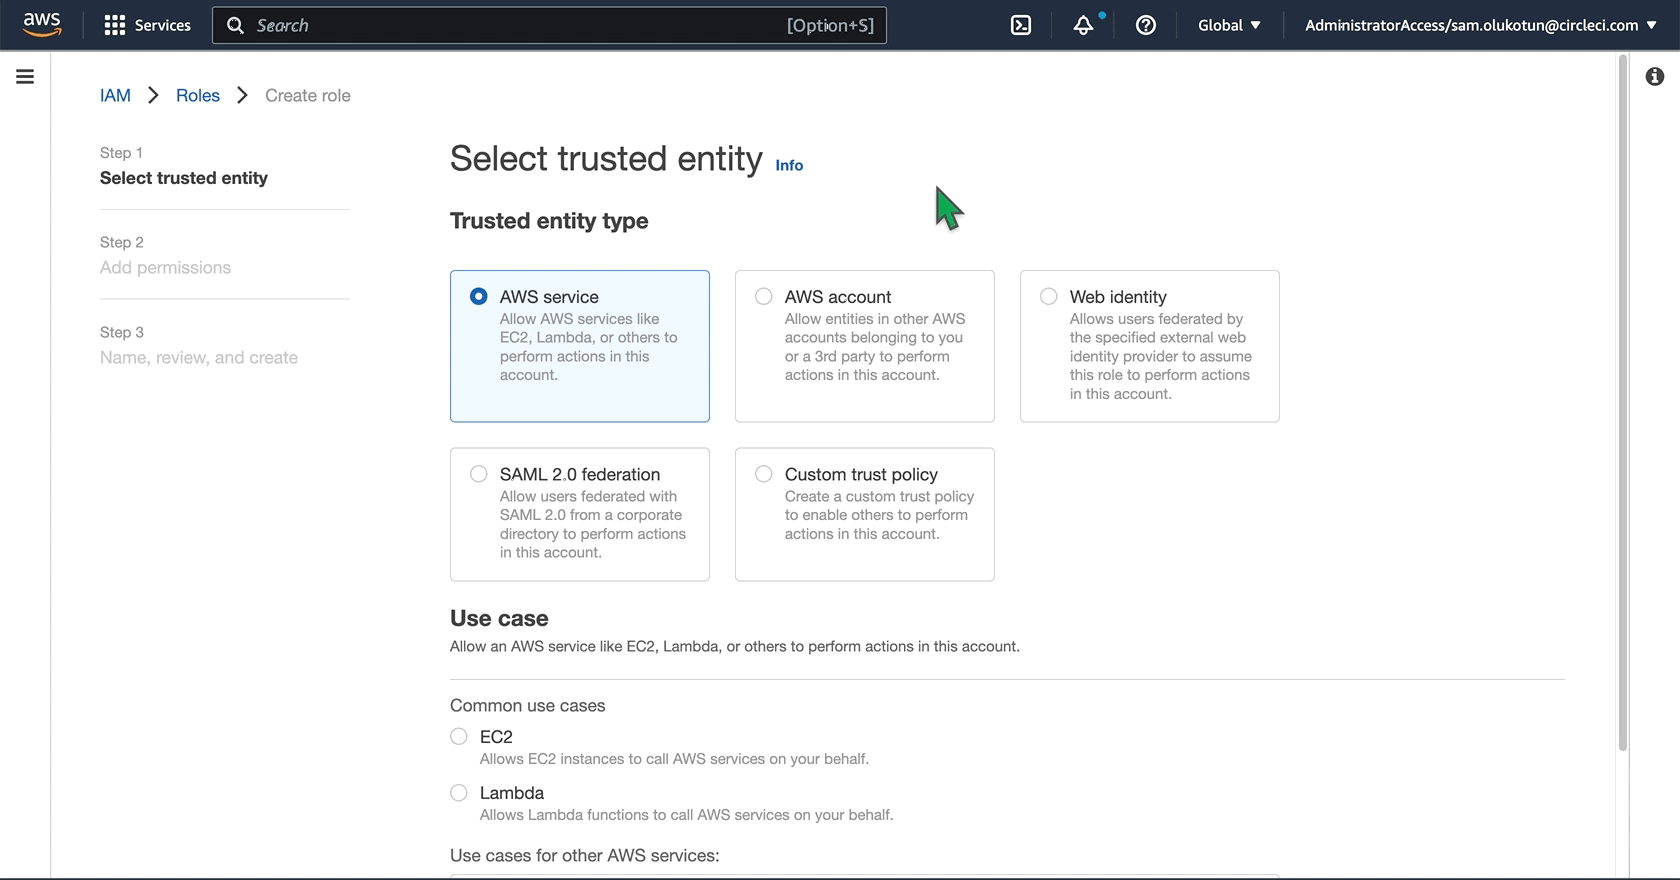 aws
Services
Search
[Option+S]
Global
AdministratorAccess/sam.olukotun@circleci.com
IAM
Roles
Create role
Step 1
Select trusted entity
Step 2
Add permissions
Step 3
Name, review, and create
Select trusted entity Info
Trusted entity type
AWS service
Allow AWS services like
EC2, Lambda, or others to
perform actions in this
account.
AWS account
Allow entities in other AWS
accounts belonging to you
or a 3rd party to perform
actions in this account.
Web identity
Allows users federated by
the specified external web
identity provider to assume
this role to perform actions
in this account.
SAML 2.0 federation
Allow users federated with
SAML 2.0 from a corporate
directory to perform actions
in this account.
Custom trust policy
Create a custom trust policy
to enable others to perform
actions in this account.
Use case
Allow an AWS service like EC2, Lambda, or others to perform actions in this account.
Common use cases
EC2
Allows EC2 instances to call AWS services on your behalf.
Lambda
Allows Lambda functions to call AWS services on your behalf.
Use cases for other AWS services: